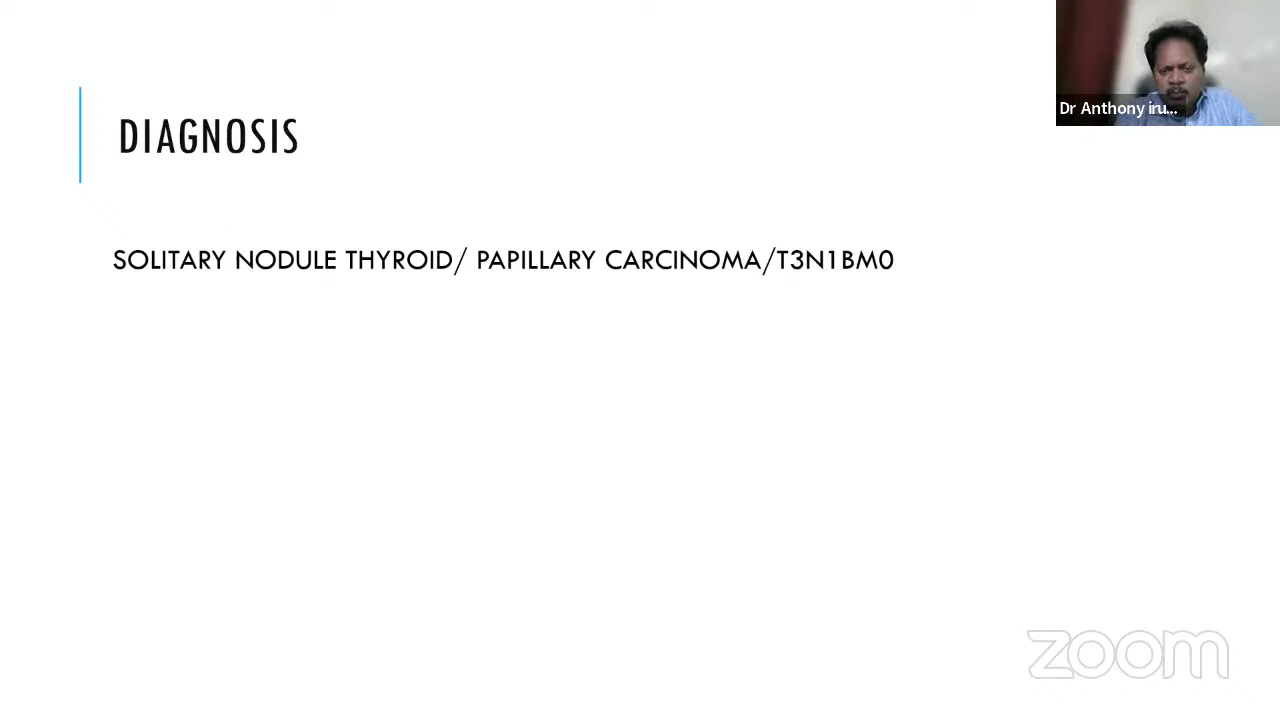 Dr Anthony iru...
DIAGNOSIS
SOLITARY NODULE THYROID/ PAPILLARY CARCINOMA/T3N1BM0
zoom